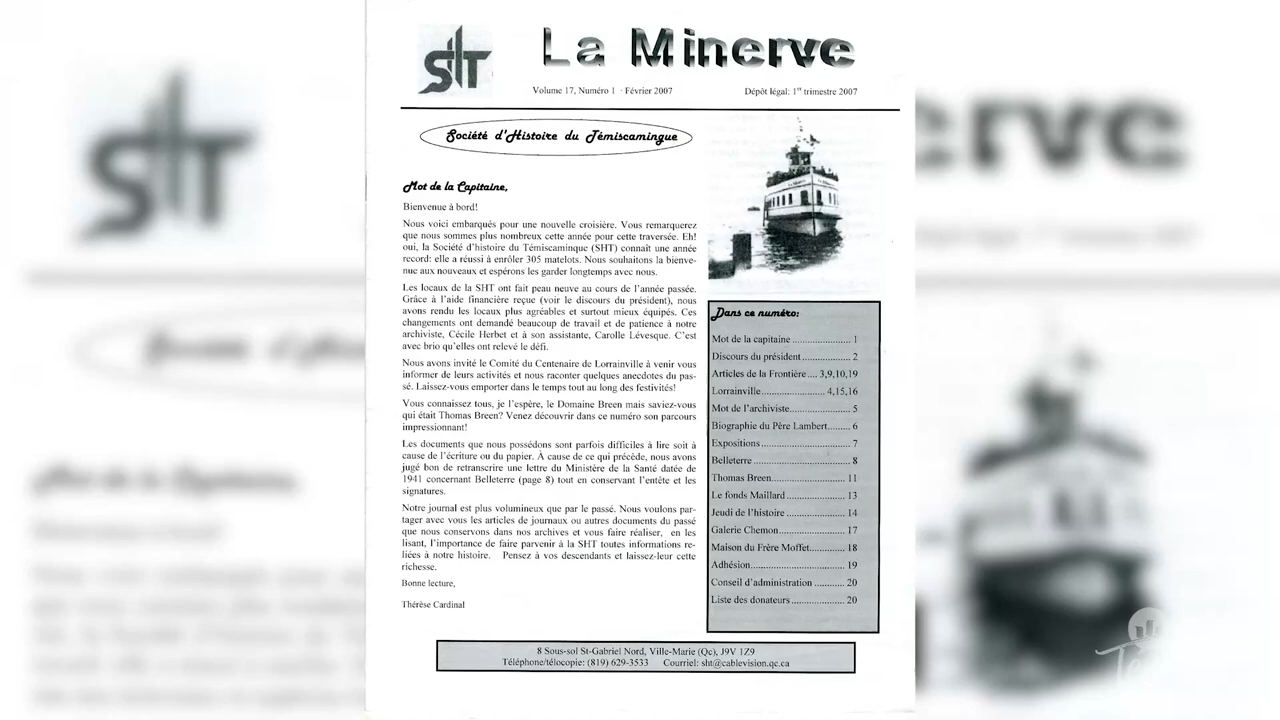 SHT
La Minerve
Volume 17, Numéro 1 · Février 2007
Dépôt légal: 1er trimestre 2007
Société d'Histoire du Témiscamingue
Mot de la Capitaine,
Bienvenue à bord!
Nous voici embarqués pour une nouvelle croisière. Vous remarquerez
que nous sommes plus nombreux cette année pour cette traversée. Eh!
oui, la Société d'histoire du Témiscaminque (SHT) connaît une année
record: elle a réussi à enrôler 305 matelots. Nous souhaitons la bienve-
nue aux nouveaux et espérons les garder longtemps avec nous.
Les locaux de la SHT ont fait peau neuve au cours de l'année passée.
Grâce à l'aide financière reçue (voir le discours du président), nous
avons rendu les locaux plus agréables et surtout mieux équipés. Ces
changements ont demandé beaucoup de travail et de patience à notre
archiviste, Cécile Herbet et à son assistante, Carolle Lévesque. C'est
avec brio qu'elles ont relevé le défi.
Nous avons invité le Comité du Centenaire de Lorrainville à venir vous
informer de leurs activités et nous raconter quelques anecdotes du pas-
sé. Laissez-vous emporter dans le temps tout au long des festivités!
Vous connaissez tous, je l'espère, le Domaine Breen mais saviez-vous
qui était Thomas Breen? Venez découvrir dans ce numéro son parcours
impressionnant!
Les documents que nous possédons sont parfois difficiles à lire soit à
cause de l'écriture ou du papier. À cause de ce qui précède, nous avons
jugé bon de retranscrire une lettre du Ministère de la Santé datée de
1941 concernant Belleterre (page 8) tout en conservant l'entête et les
signatures.
Notre journal est plus volumineux que par le passé. Nous voulons par-
tager avec vous les articles de journaux ou autres documents du passé
que nous conservons dans nos archives et vous faire réaliser, en les
lisant, l'importance de faire parvenir à la SHT toutes informations re-
liées à notre histoire. Pensez à vos descendants et laissez-leur cette
richesse.
Bonne lecture,
Thérèse Cardinal
Dans ce numéro:
Mot de la capitaine ...................... 1
Discours du président ................... 2
Articles de la Frontière .... 3,9,10,19
Lorrainville ........................ 4,15,16
Mot de l'archiviste ....................... 5
Biographie du Père Lambert ........ 6
Expositions .................................. 7
Belleterre ..................................... 8
Thomas Breen ........................... 11
Le fonds Maillard ...................... 13
Jeudi de l'histoire ...................... 14
Galerie Chemon ......................... 17
Maison du Frère Moffet ............. 18
Adhésion .................................... 19
Conseil d'administration ........... 20
Liste des donateurs .................... 20
8 Sous-sol St-Gabriel Nord, Ville-Marie (Qc), J9V 1Z9
Téléphone/télocopie: (819) 629-3533 Courriel: sht@cablevision.qc.ca